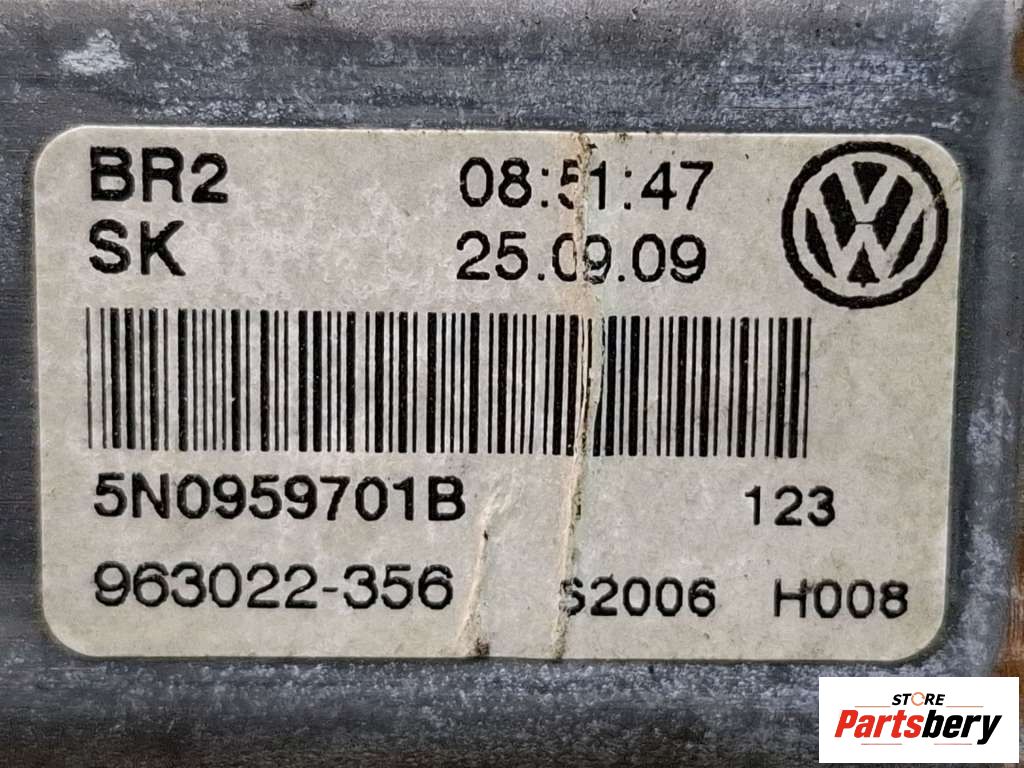 BR2 08:51:47
SK 25.09.09
5N0959701B 123
963022-356 S2006 H008
STORE
Partsbery